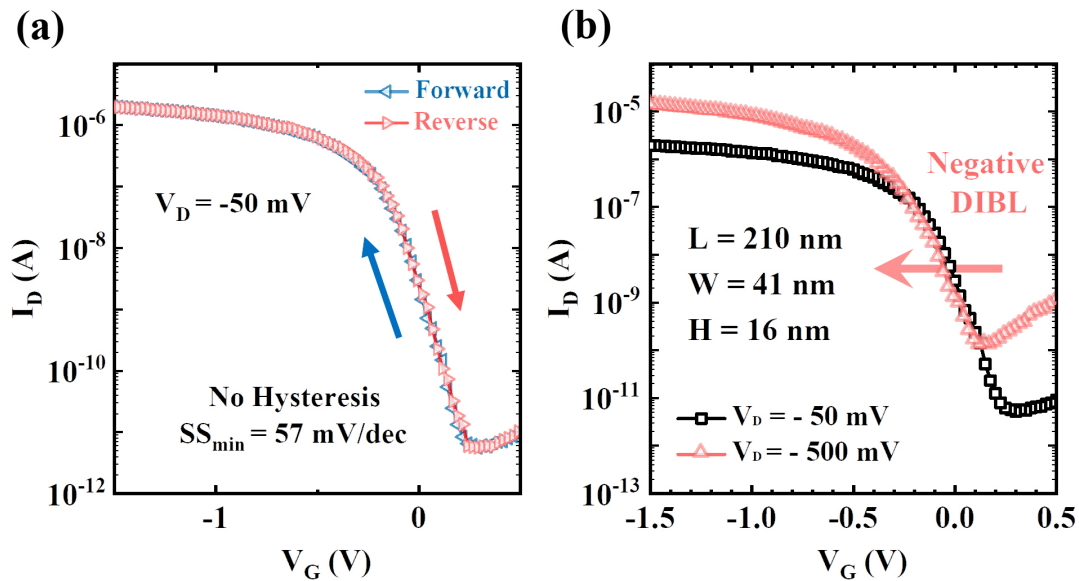 (a)
Forward
Reverse
V_D = -50 mV
No Hysteresis
SS_min = 57 mV/dec
10^-6
10^-8
10^-10
10^-12
I_D (A)
-1
0
V_G (V)
(b)
Negative
DIBL
L = 210 nm
W = 41 nm
H = 16 nm
V_D = - 50 mV
V_D = - 500 mV
10^-5
10^-7
10^-9
10^-11
10^-13
I_D (A)
-1.5
-1.0
-0.5
0.0
0.5
V_G (V)